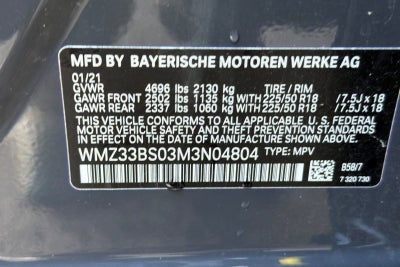 MFD BY BAYERISCHE MOTOREN WERKE AG
01/21
GVWR 4696 lbs 2130 kg TIRE / RIM
GAWR FRONT 2502 lbs 1135 kg WITH 225/50 R18 /7.5J x 18
GAWR REAR 2337 lbs 1060 kg WITH 225/50 R18 /7.5J x 18
THIS VEHICLE CONFORMS TO ALL APPLICABLE U.S. FEDERAL
MOTOR VEHICLE SAFETY STANDARDS
IN EFFECT ON THE DATE OF MANUFACTURE SHOWN ABOVE.
WMZ33BS03M3N04804 TYPE: MPV
B58/7
7 320 730